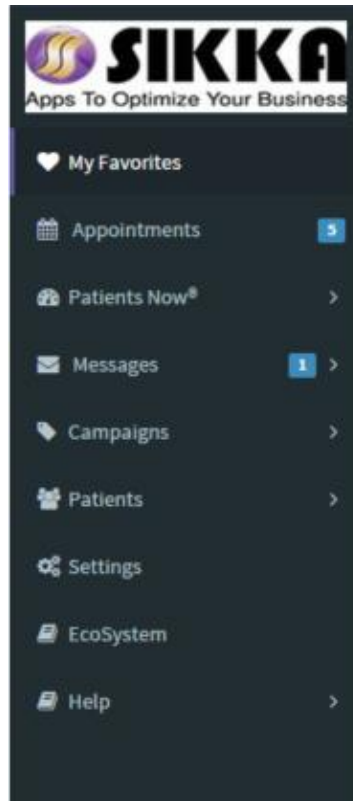 SIKKA
Apps To Optimize Your Business
My Favorites
Appointments 5
Patients Now®
Messages 1
Campaigns
Patients
Settings
EcoSystem
Help